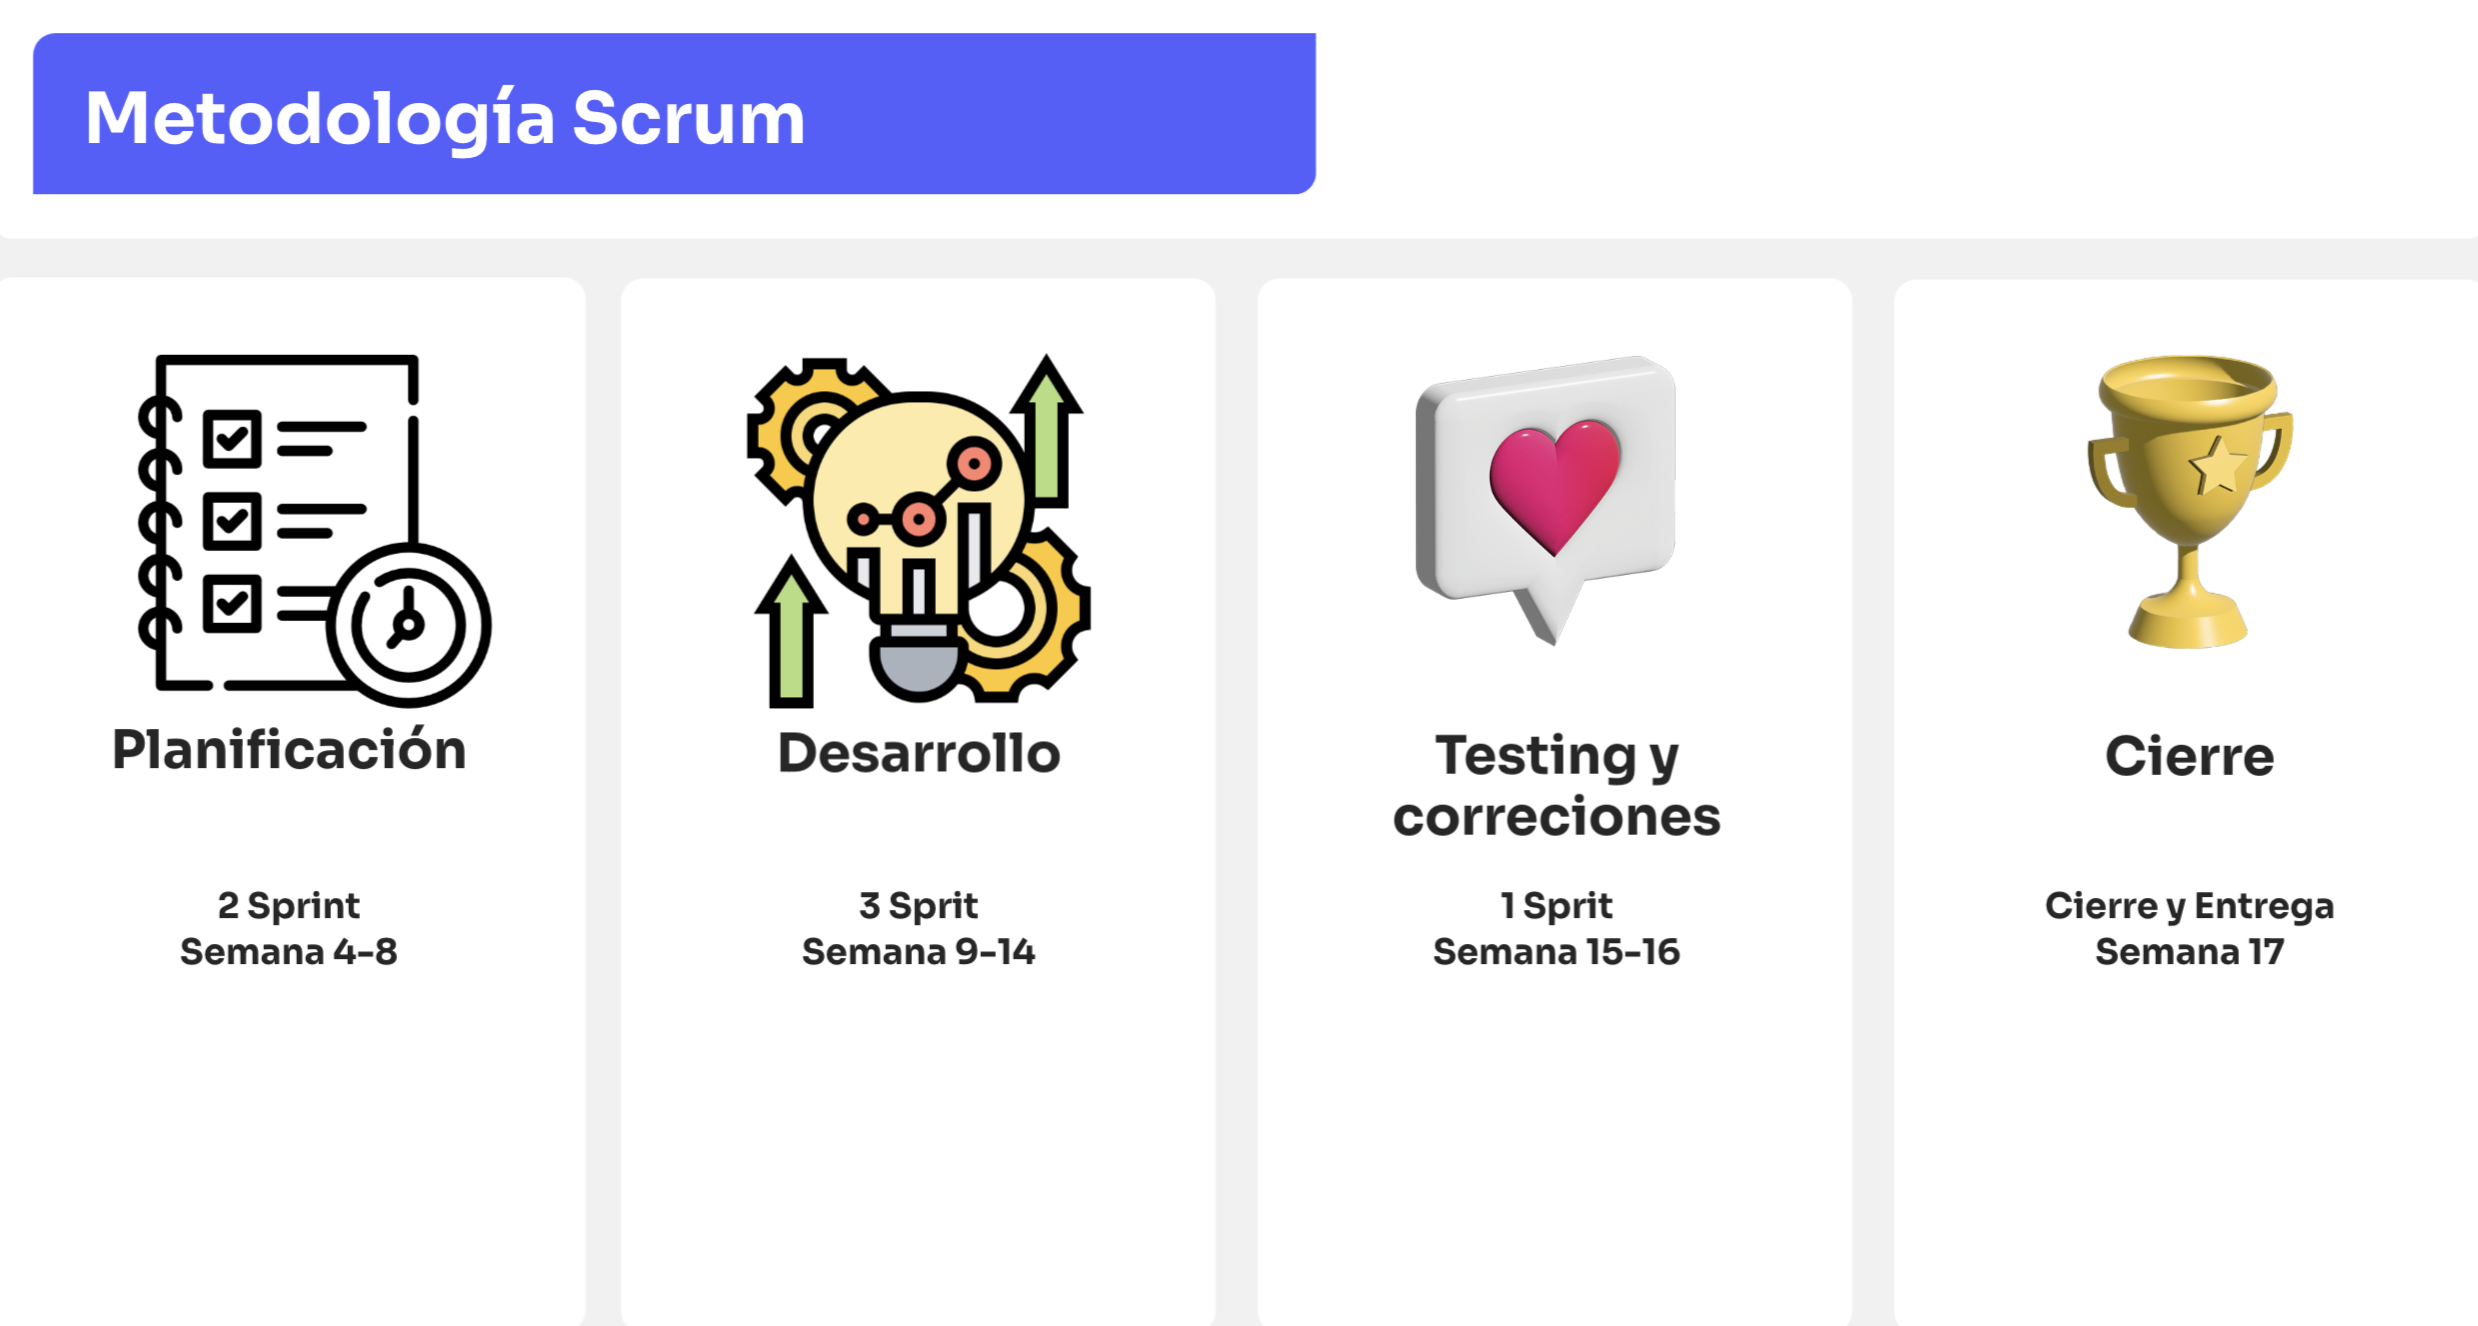 Metodología Scrum
Planificación
2 Sprint
Semana 4-8
Desarrollo
3 Sprit
Semana 9-14
Testing y
correciones
1 Sprit
Semana 15-16
Cierre
Cierre y Entrega
Semana 17